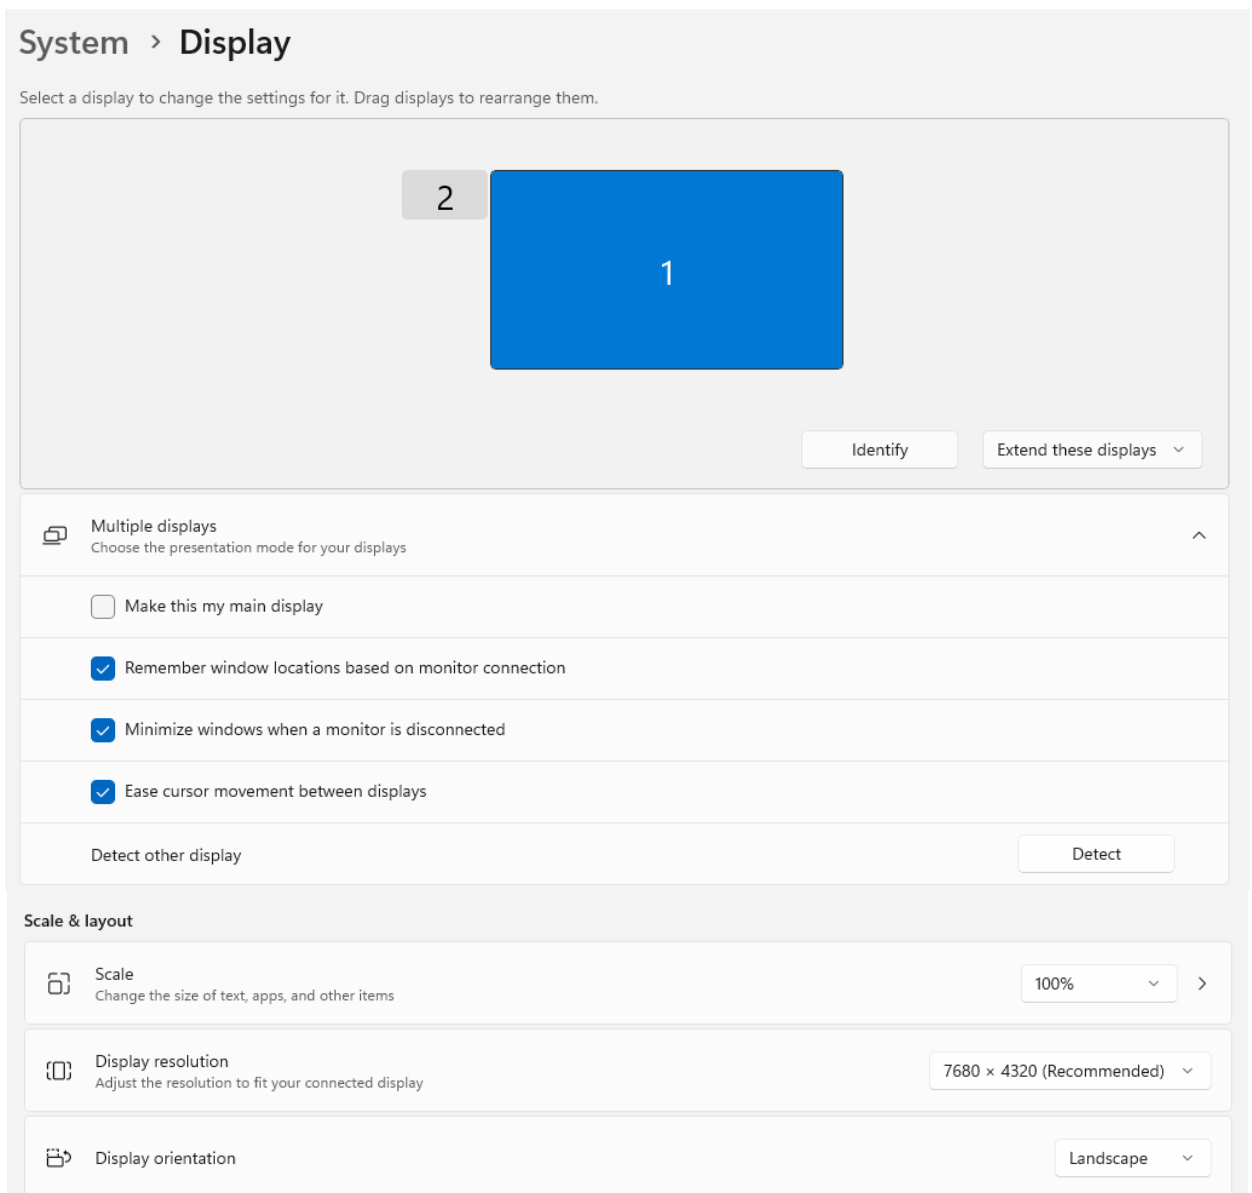 System > Display
Select a display to change the settings for it. Drag displays to rearrange them.
2
1
Identify
Extend these displays
Multiple displays
Choose the presentation mode for your displays
Make this my main display
Remember window locations based on monitor connection
Minimize windows when a monitor is disconnected
Ease cursor movement between displays
Detect other display
Detect
Scale & layout
Scale
Change the size of text, apps, and other items
100%
Display resolution
Adjust the resolution to fit your connected display
7680 × 4320 (Recommended)
Display orientation
Landscape